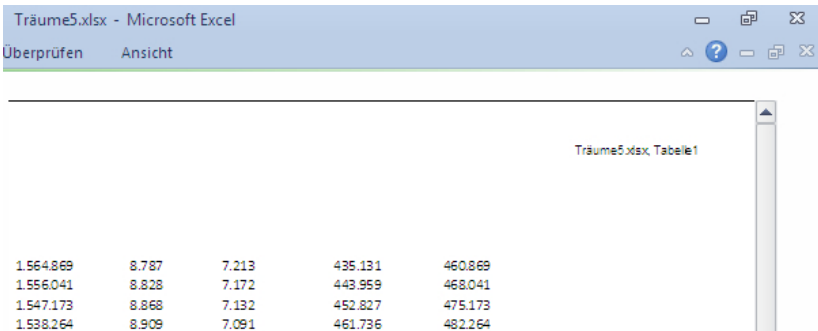 Träume5.xlsx - Microsoft Excel
Überprüfen Ansicht
Träume5.xlsx, Tabelle1
1.564.869 8.787 7.213 435.131 460.869
1.556.041 8.828 7.172 443.959 468.041
1.547.173 8.868 7.132 452.827 475.173
1.538.264 8.909 7.091 461.736 482.264